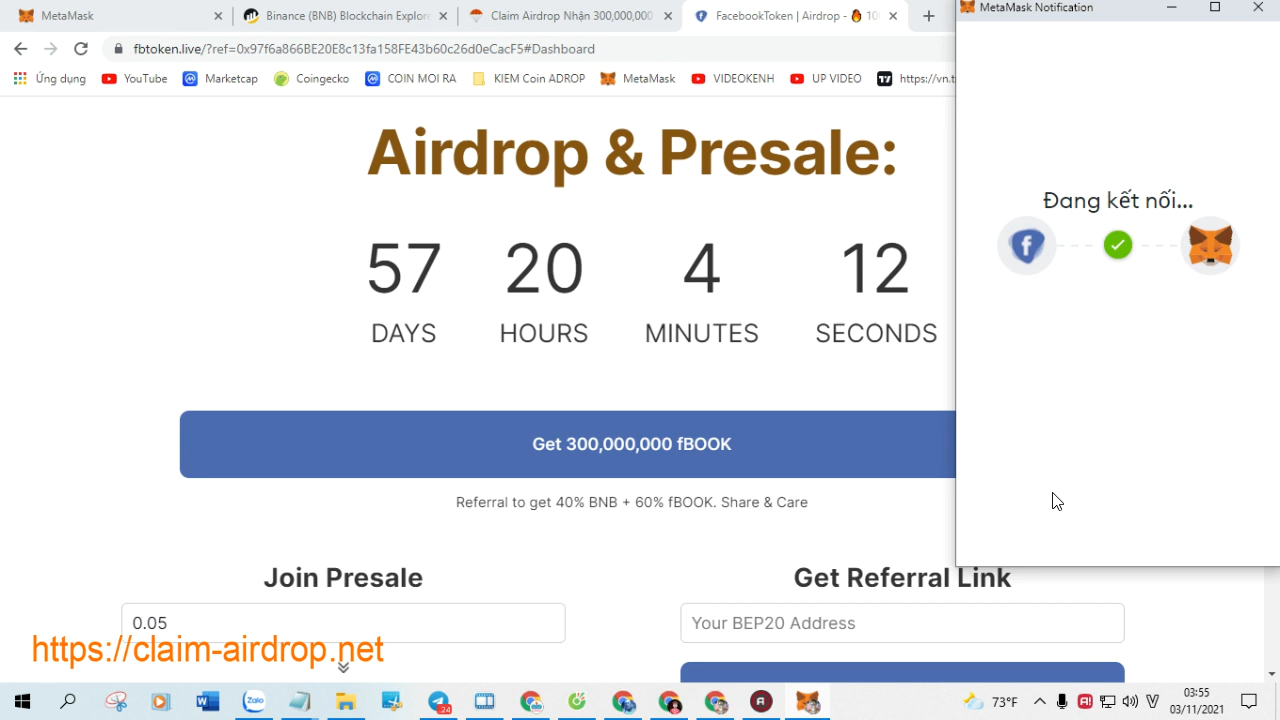 MetaMask
Binance (BNB) Blockchain Explore
Claim Airdrop Nhận 300,000,000
FacebookToken | Airdrop - 🔥 10
MetaMask Notification
fbtoken.live/?ref=0x97f6a866BE20E8c13fa158FE43b60c26d0eCacF5#Dashboard
Ứng dụng
YouTube
Marketcap
Coingecko
COIN MOI RA
KIEM Coin ADROP
MetaMask
VIDEOKENH
UP VIDEO
https://vn.t
Airdrop & Presale:
Đang kết nối...
57 20 4 12
DAYS HOURS MINUTES SECONDS
Get 300,000,000 fBOOK
Referral to get 40% BNB + 60% fBOOK. Share & Care
Join Presale
Get Referral Link
0.05
Your BEP20 Address
https://claim-airdrop.net
Zalo
24
73°F
03:55
03/11/2021